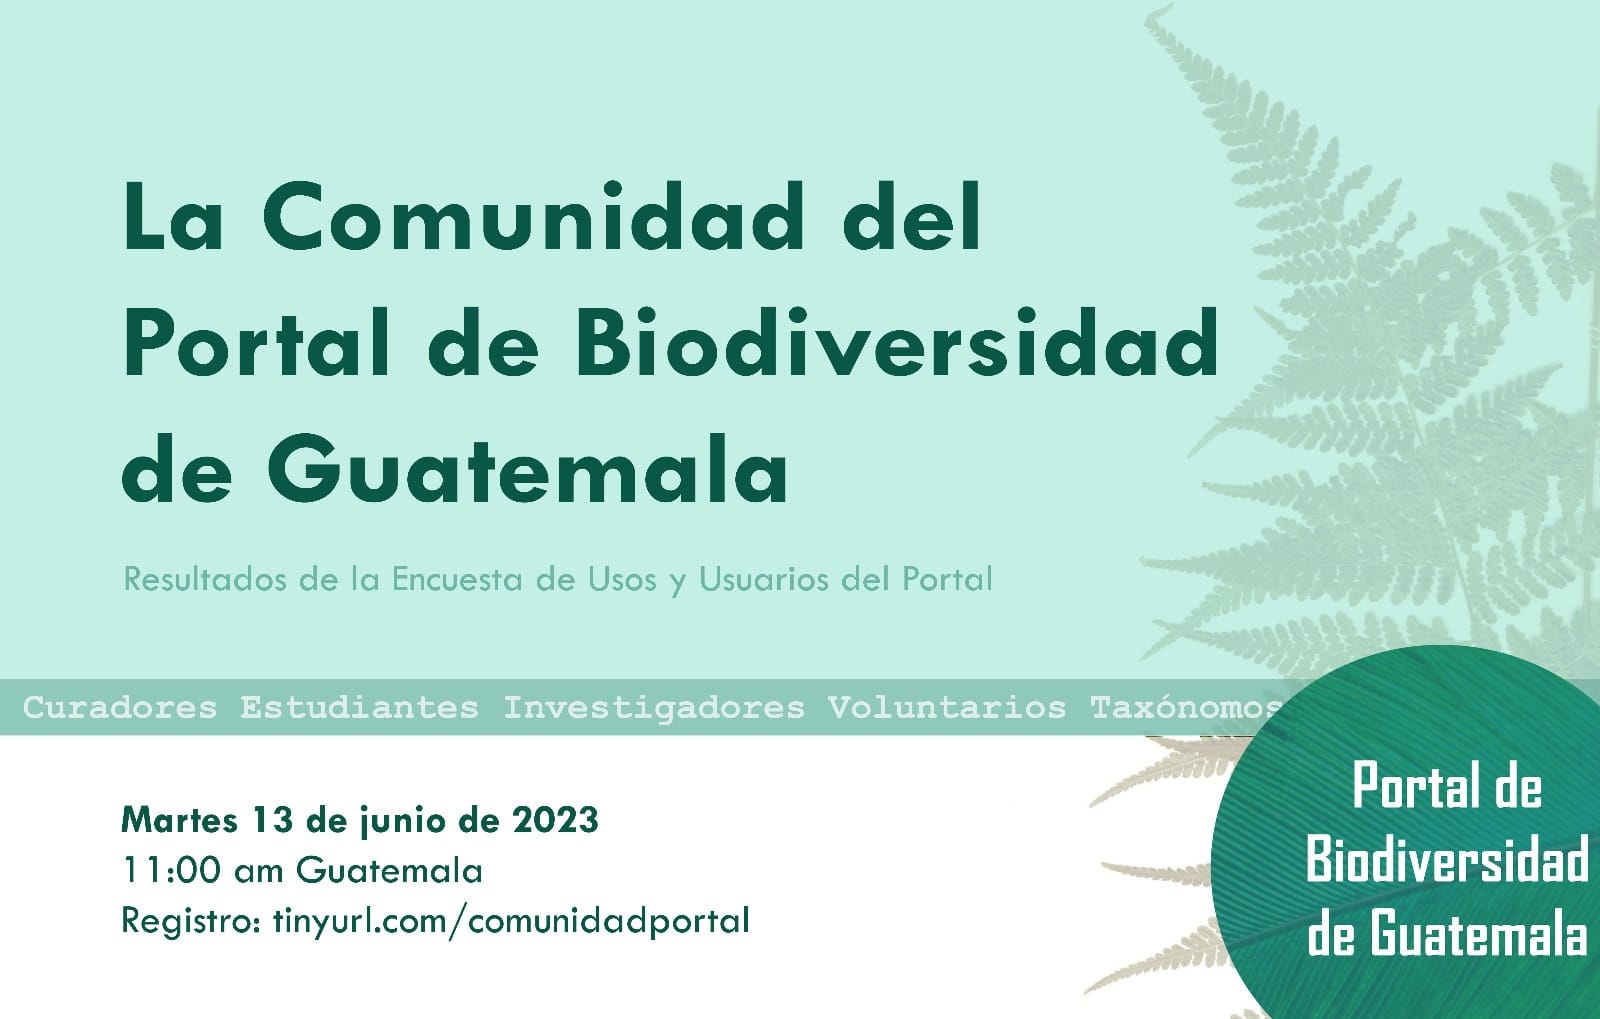 La Comunidad del
Portal de Biodiversidad
de Guatemala
Resultados de la Encuesta de Usos y Usuarios del Portal
Curadores Estudiantes Investigadores Voluntarios Taxónomos
Martes 13 de junio de 2023
11:00 am Guatemala
Registro: tinyurl.com/comunidadportal
Portal de
Biodiversidad
de Guatemala